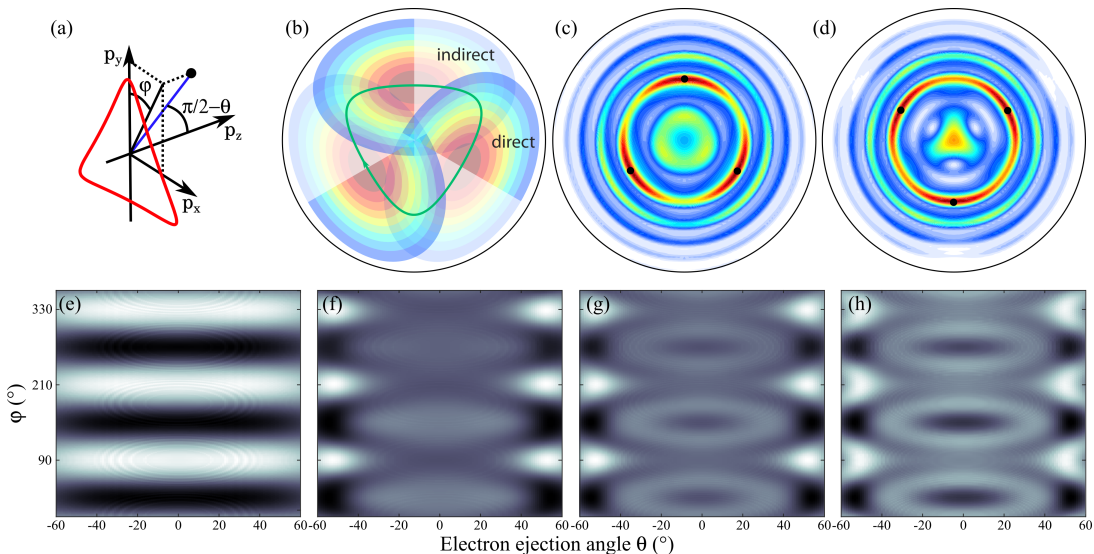 (a)
p_y
φ
π/2−θ
p_z
p_x
(b)
indirect
direct
(c)
(d)
(e)
(f)
(g)
(h)
330
210
90
φ (°)
-60 -40 -20 0 20 40 60
-60 -40 -20 0 20 40 60
-60 -40 -20 0 20 40 60
-60 -40 -20 0 20 40 60
Electron ejection angle θ (°)